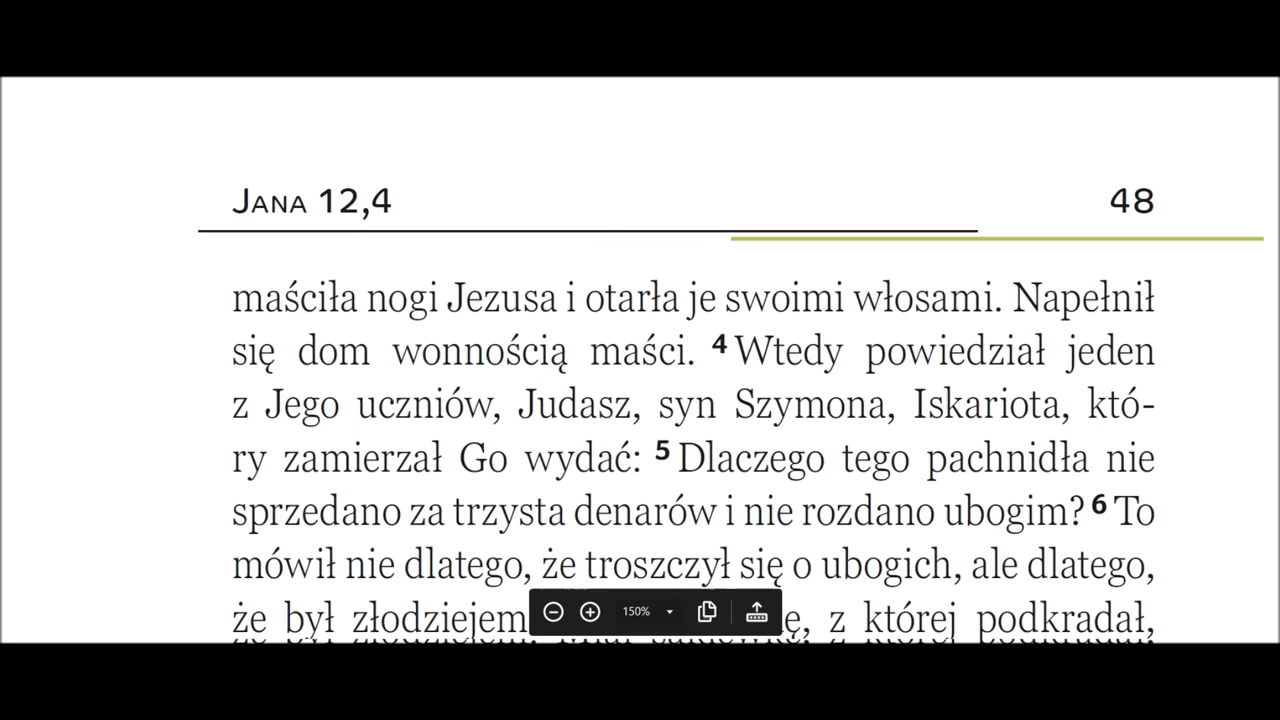 Jana 12,4 48
maściła nogi Jezusa i otarła je swoimi włosami. Napełnił
się dom wonnością maści. 4 Wtedy powiedział jeden
z Jego uczniów, Judasz, syn Szymona, Iskariota, któ-
ry zamierzał Go wydać: 5 Dlaczego tego pachnidła nie
sprzedano za trzysta denarów i nie rozdano ubogim? 6 To
mówił nie dlatego, że troszczył się o ubogich, ale dlatego,
że był złodziejem z której podkradał,
150%